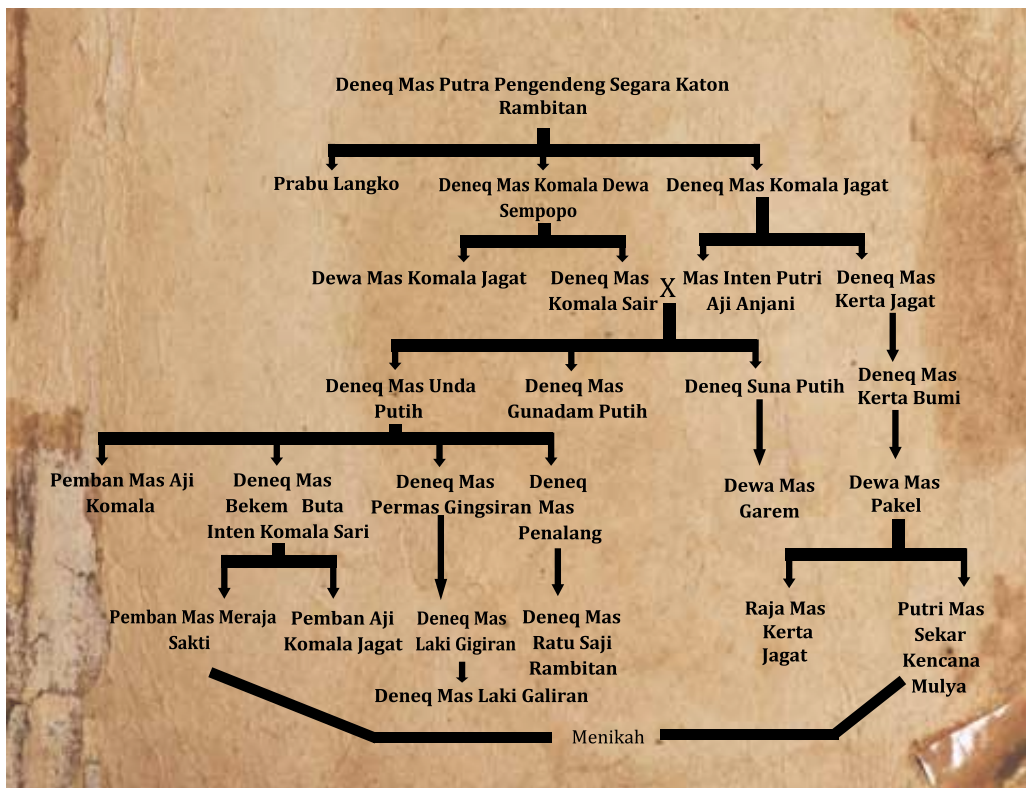 Deneq Mas Putra Pengendeng Segara Katon
Rambitan
Prabu Langko
Deneq Mas Komala Dewa
Sempopo
Deneq Mas Komala Jagat
Dewa Mas Komala Jagat
Deneq Mas
Komala Sair
X
Mas Inten Putri
Aji Anjani
Deneq Mas
Kerta Jagat
Deneq Mas Unda
Putih
Deneq Mas
Gunadam Putih
Deneq Suna Putih
Deneq Mas
Kerta Bumi
Pemban Mas Aji
Komala
Deneq Mas
Bekem Buta
Inten Komala Sari
Deneq Mas
Permas Gingsiran
Deneq
Mas
Penalang
Dewa Mas
Garem
Dewa Mas
Pakel
Pemban Mas Meraja
Sakti
Pemban Aji
Komala Jagat
Deneq Mas
Laki Gigiran
Deneq Mas
Ratu Saji
Rambitan
Raja Mas
Kerta
Jagat
Putri Mas
Sekar
Kencana
Mulya
Deneq Mas Laki Galiran
Menikah